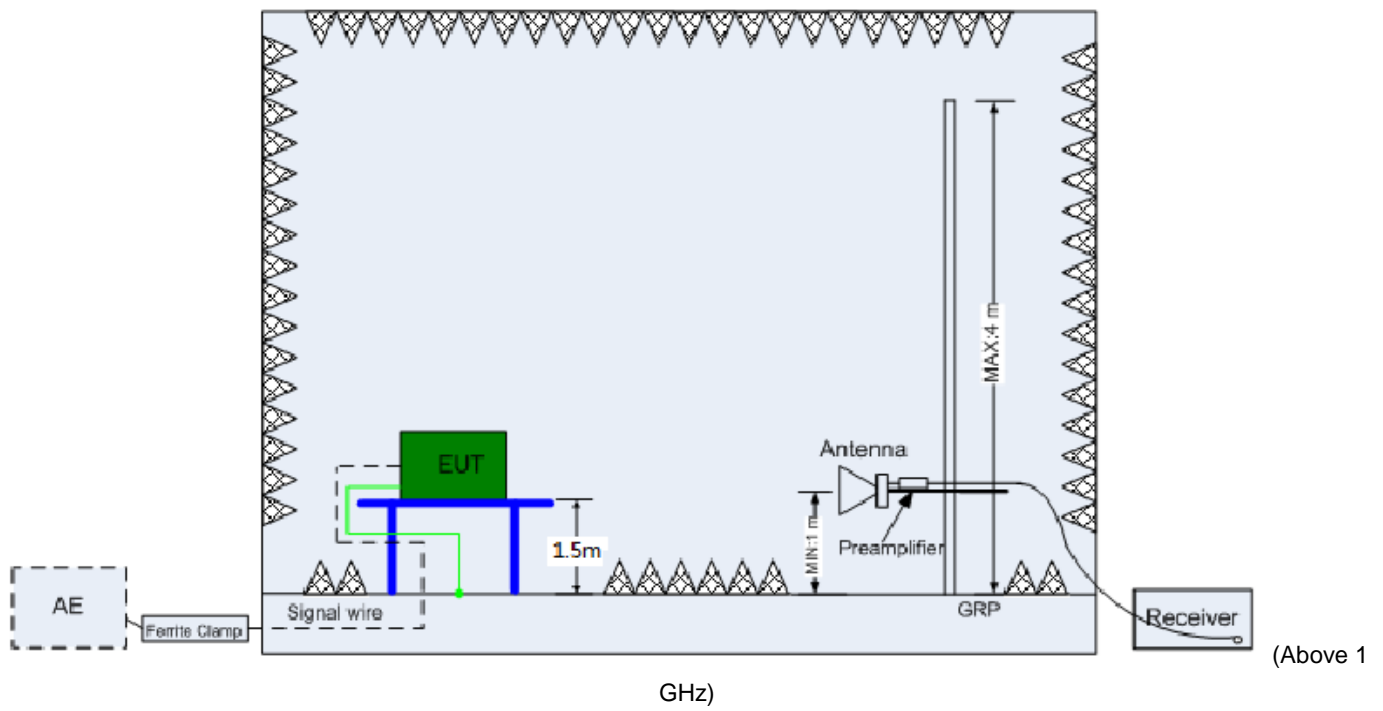 MAX:4 m
EUT
Antenna
1.5m
MIN:1 m
Preamplifier
AE
Signal wire
GRP
Ferrite Clamp
Receiver
(Above 1
GHz)